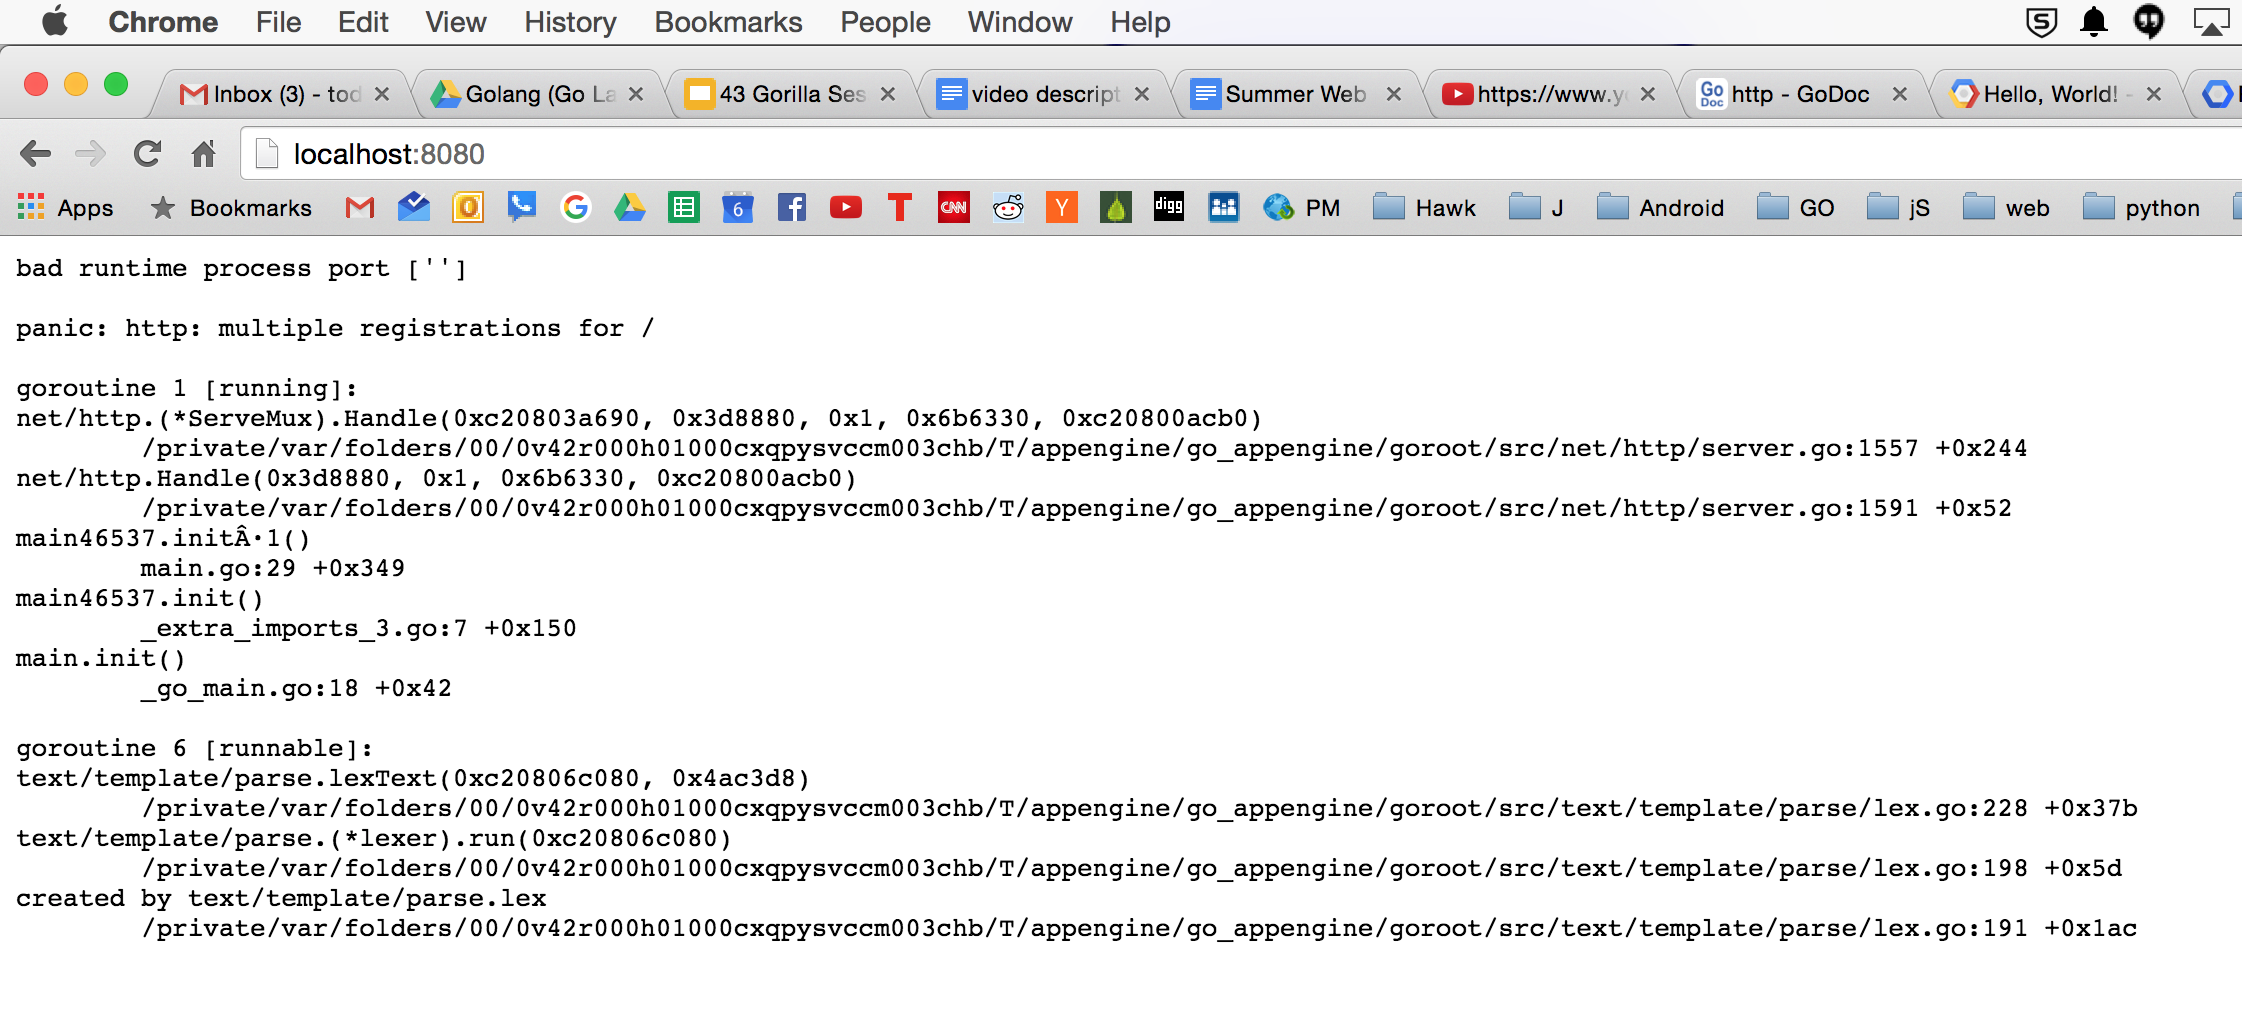 Chrome File Edit View History Bookmarks People Window Help
Inbox (3) - tod Golang (Go La 43 Gorilla Ses video descript Summer Web https://www.y Go Doc http - GoDoc Hello, World! -
localhost:8080
Apps Bookmarks 6 CNN Y digg PM Hawk J Android GO jS web python
bad runtime process port ['']
panic: http: multiple registrations for /
goroutine 1 [running]:
net/http.(*ServeMux).Handle(0xc20803a690, 0x3d8880, 0x1, 0x6b6330, 0xc20800acb0)
/private/var/folders/00/0v42r000h01000cxqpysvccm003chb/T/appengine/go_appengine/goroot/src/net/http/server.go:1557 +0x244
net/http.Handle(0x3d8880, 0x1, 0x6b6330, 0xc20800acb0)
/private/var/folders/00/0v42r000h01000cxqpysvccm003chb/T/appengine/go_appengine/goroot/src/net/http/server.go:1591 +0x52
main46537.init·1()
main.go:29 +0x349
main46537.init()
_extra_imports_3.go:7 +0x150
main.init()
_go_main.go:18 +0x42
goroutine 6 [runnable]:
text/template/parse.lexText(0xc20806c080, 0x4ac3d8)
/private/var/folders/00/0v42r000h01000cxqpysvccm003chb/T/appengine/go_appengine/goroot/src/text/template/parse/lex.go:228 +0x37b
text/template/parse.(*lexer).run(0xc20806c080)
/private/var/folders/00/0v42r000h01000cxqpysvccm003chb/T/appengine/go_appengine/goroot/src/text/template/parse/lex.go:198 +0x5d
created by text/template/parse.lex
/private/var/folders/00/0v42r000h01000cxqpysvccm003chb/T/appengine/go_appengine/goroot/src/text/template/parse/lex.go:191 +0x1ac